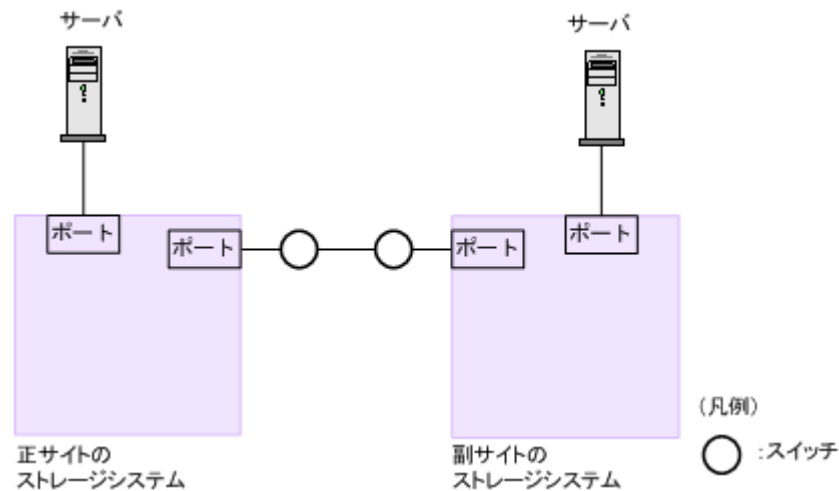 サーバ
サーバ
ポート
ポート
ポート
ポート
正サイトの
ストレージシステム
副サイトの
ストレージシステム
(凡例)
:スイッチ